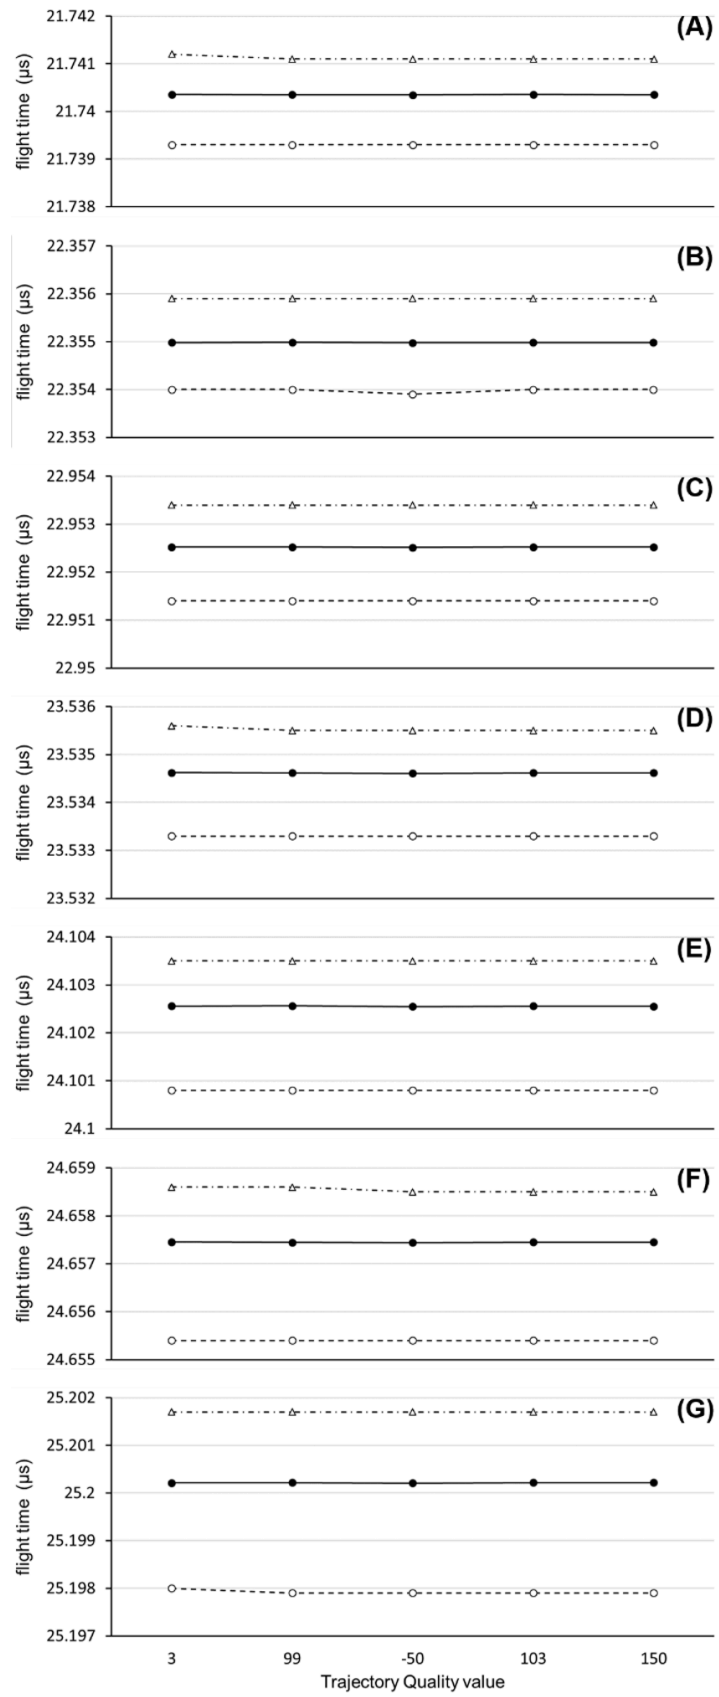 (A)
21.742
21.741
21.74
21.739
21.738
flight time (µs)
(B)
22.357
22.356
22.355
22.354
22.353
flight time (µs)
(C)
22.954
22.953
22.952
22.951
22.95
flight time (µs)
(D)
23.536
23.535
23.534
23.533
23.532
flight time (µs)
(E)
24.104
24.103
24.102
24.101
24.1
flight time (µs)
(F)
24.659
24.658
24.657
24.656
24.655
flight time (µs)
(G)
25.202
25.201
25.2
25.199
25.198
25.197
flight time (µs)
3 99 -50 103 150
Trajectory Quality value